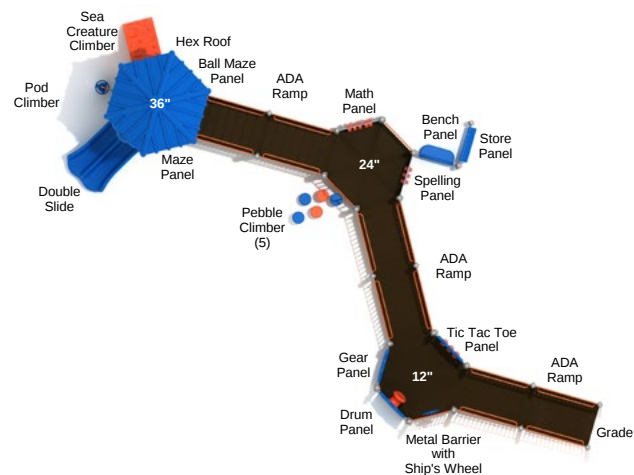 Sea
Creature
Climber
Hex Roof
Ball Maze
Panel
ADA
Ramp
Pod
Climber
36"
Math
Panel
Bench
Panel
Store
Panel
Maze
Panel
24"
Double
Slide
Spelling
Panel
Pebble
Climber
(5)
ADA
Ramp
Tic Tac Toe
Panel
Gear
Panel
12"
ADA
Ramp
Drum
Panel
Grade
Metal Barrier
with
Ship's Wheel